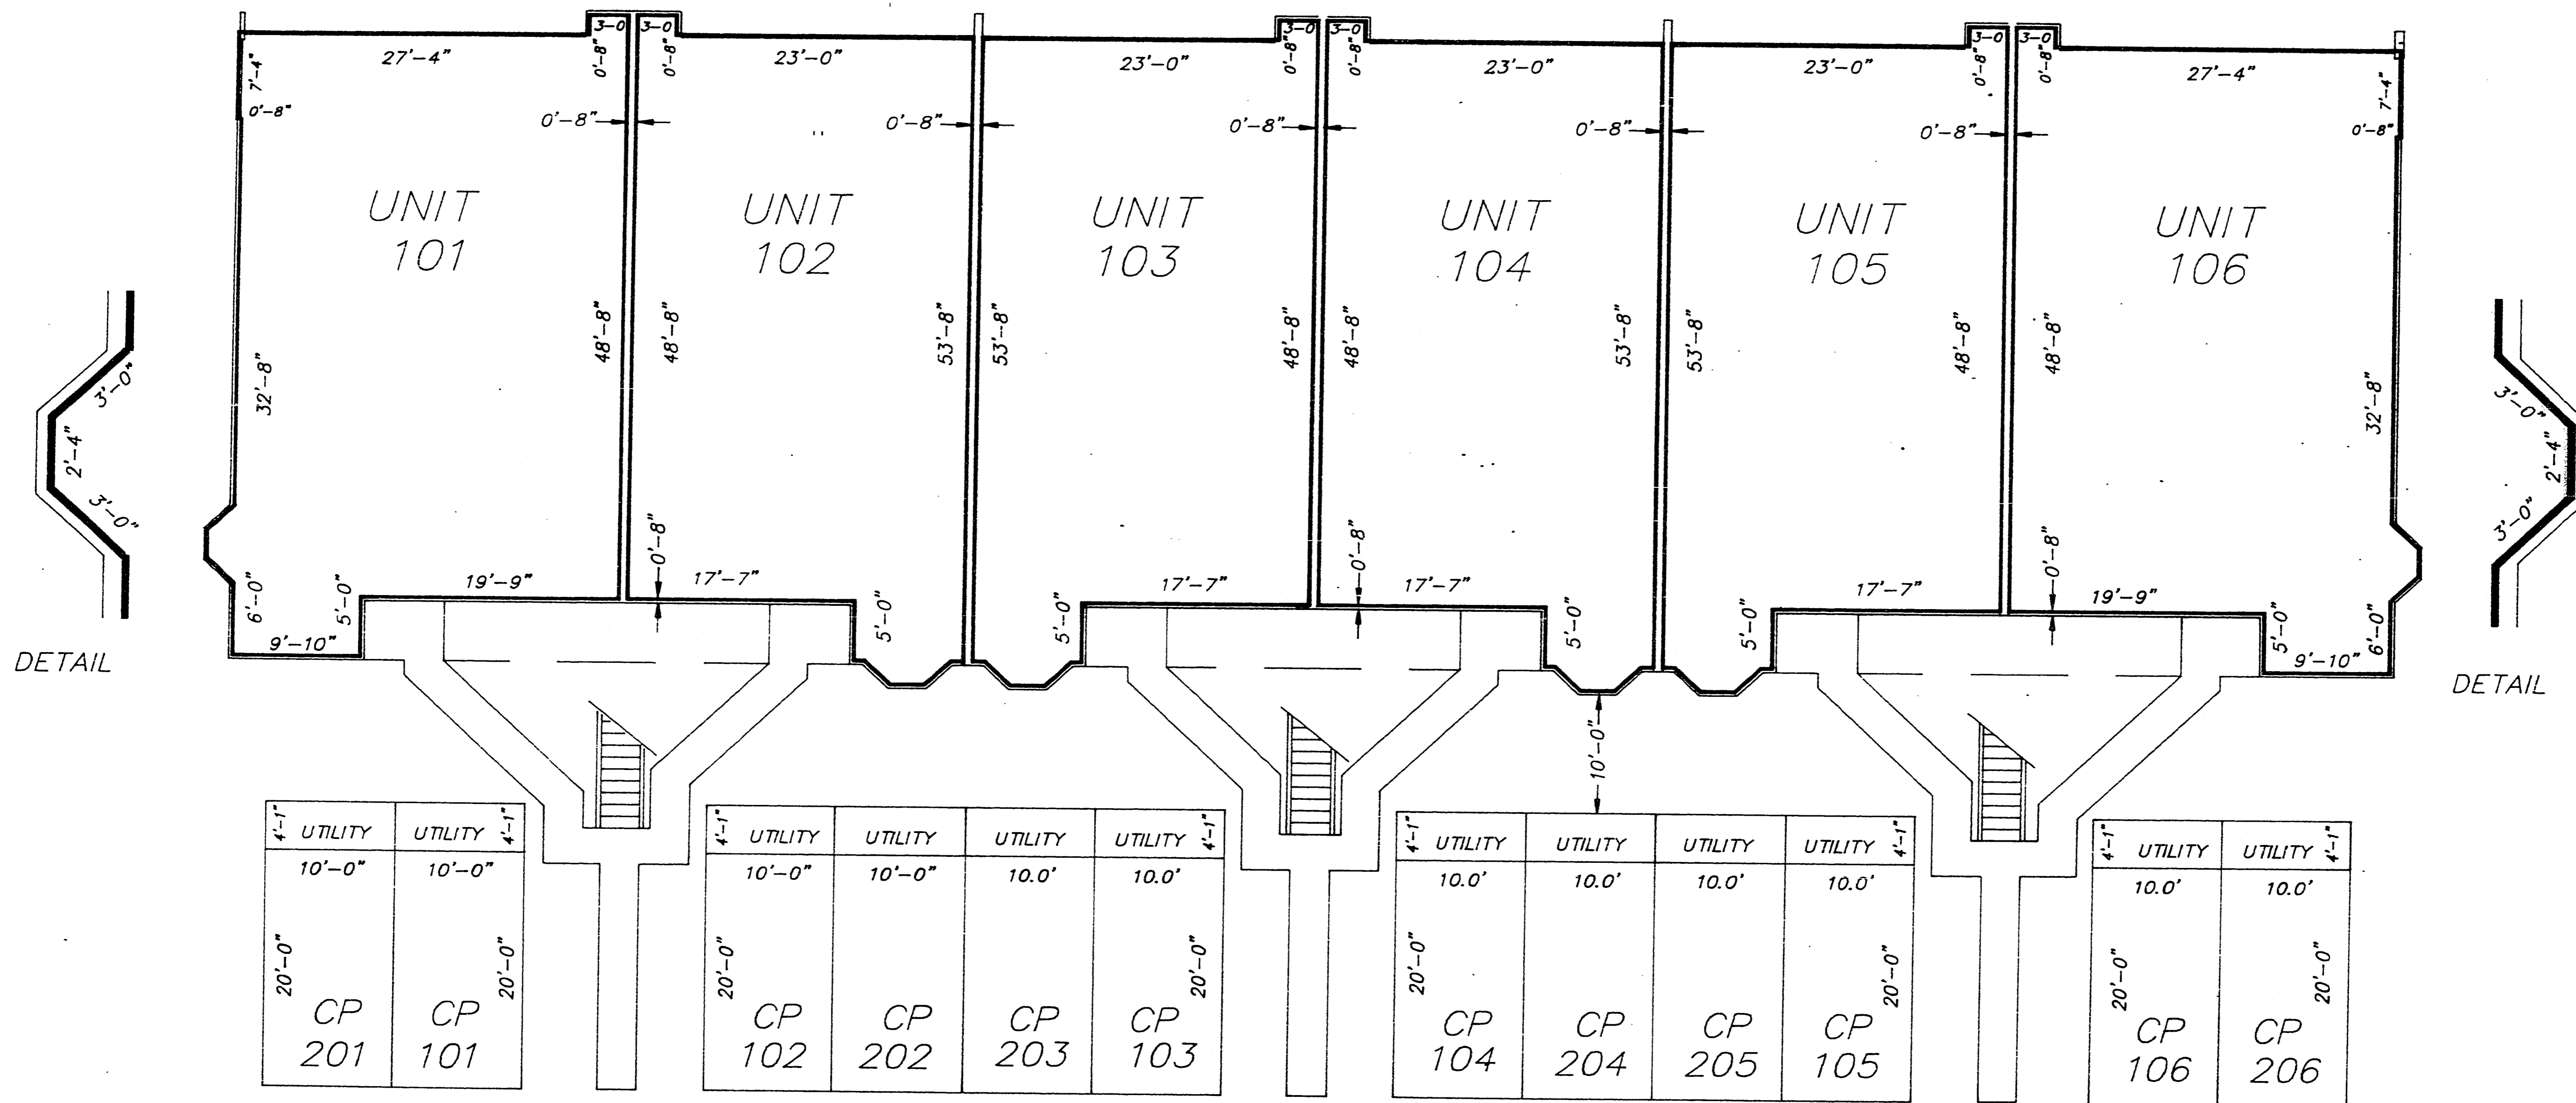 3-0 3-0 3-0 3-0 3-0 3-0
0'-8" 0'-8" 0'-8" 0'-8" 0'-8" 0'-8"
27'-4" 23'-0" 23'-0" 23'-0" 23'-0" 27'-4"
7'-4" 7'-4"
0'-8" 0'-8" 0'-8" 0'-8" 0'-8" 0'-8" 0'-8"
UNIT
101
UNIT
102
UNIT
103
UNIT
104
UNIT
105
UNIT
106
32'-8" 48'-8" 48'-8" 53'-8" 53'-8" 48'-8" 48'-8" 53'-8" 53'-8" 48'-8" 48'-8" 32'-8"
3'-0"
2'-4"
3'-0"
DETAIL
3'-0"
2'-4"
3'-0"
DETAIL
0'-8" 0'-8" 0'-8"
19'-9" 17'-7" 17'-7" 17'-7" 17'-7" 19'-9"
6'-0" 5'-0" 5'-0" 5'-0" 5'-0" 5'-0" 5'-0" 6'-0"
9'-10" 9'-10"
10'-0"
4'-1" UTILITY UTILITY 4'-1"
10'-0" 10'-0"
20'-0" 20'-0"
CP
201
CP
101
4'-1" UTILITY UTILITY UTILITY UTILITY 4'-1"
10'-0" 10'-0" 10.0' 10.0'
20'-0" 20'-0"
CP
102
CP
202
CP
203
CP
103
4'-1" UTILITY UTILITY UTILITY UTILITY 4'-1"
10.0' 10.0' 10.0' 10.0'
20'-0" 20'-0"
CP
104
CP
204
CP
205
CP
105
4'-1" UTILITY UTILITY 4'-1"
10.0' 10.0'
20'-0" 20'-0"
CP
106
CP
206